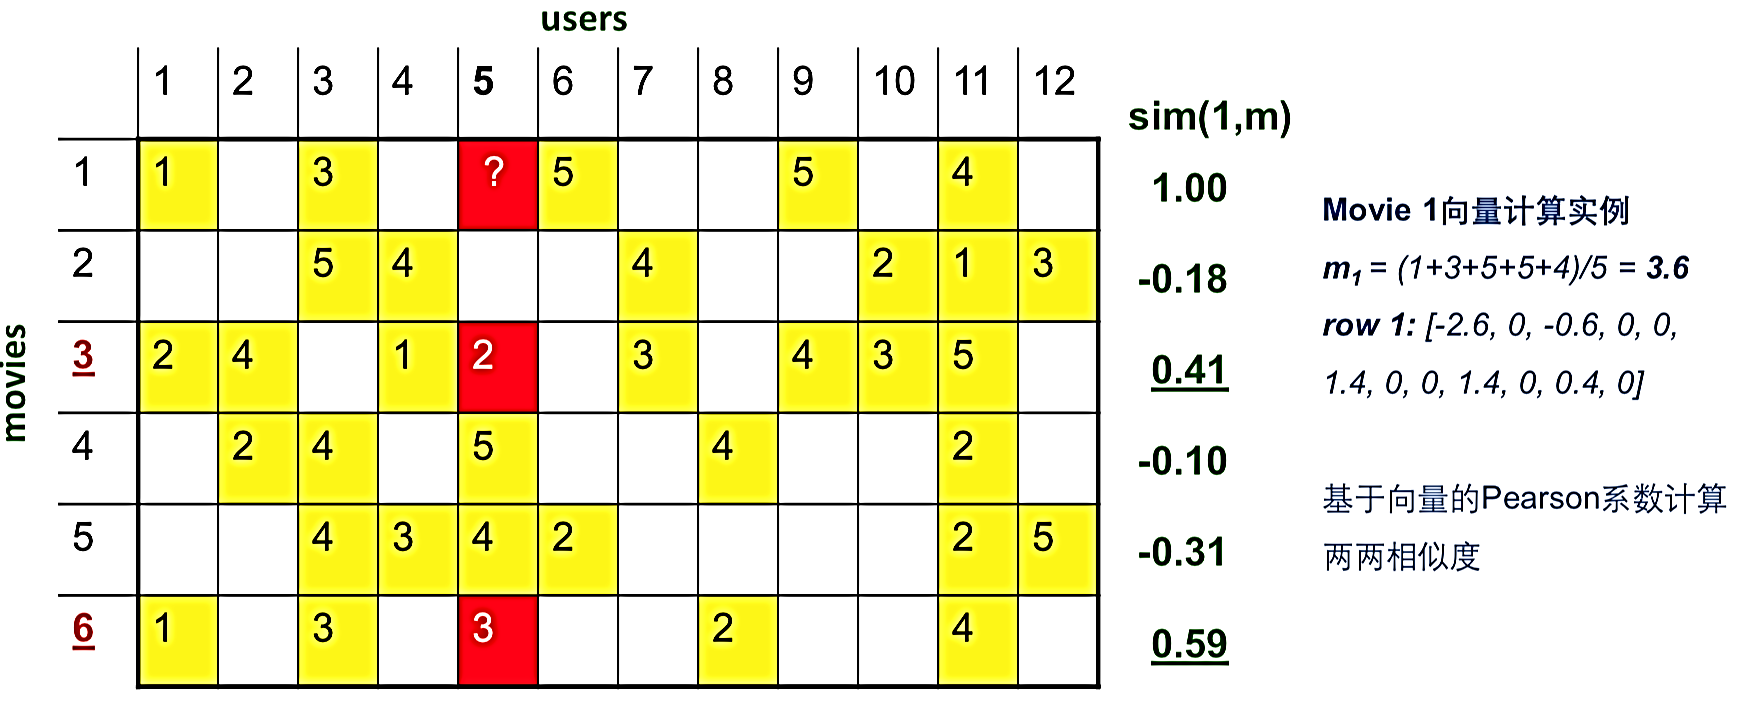 users
1 2 3 4 5 6 7 8 9 10 11 12
sim(1,m)
movies
1 1 3 ? 5 5 4 1.00
2 5 4 4 2 1 3 -0.18
3 2 4 1 2 3 4 3 5 0.41
4 2 4 5 4 2 -0.10
5 4 3 4 2 2 5 -0.31
6 1 3 3 2 4 0.59
Movie 1向量计算实例
m1 = (1+3+5+5+4)/5 = 3.6
row 1: [-2.6, 0, -0.6, 0, 0,
1.4, 0, 0, 1.4, 0, 0.4, 0]
基于向量的Pearson系数计算
两两相似度